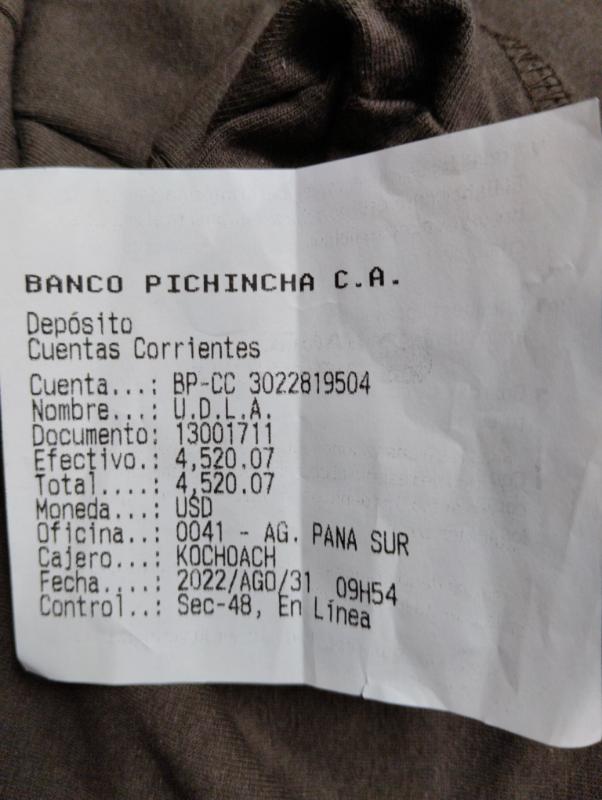 BANCO PICHINCHA C.A.
Depósito
Cuentas Corrientes
Cuenta...: BP-CC 3022819504
Nombre...: U.D.L.A.
Documento: 13001711
Efectivo.: 4,520.07
Total....: 4,520.07
Moneda...: USD
Oficina..: 0041 - AG. PANA SUR
Cajero...: KOCHOACH
Fecha....: 2022/AGO/31 09H54
Control..: Sec-48, En Línea